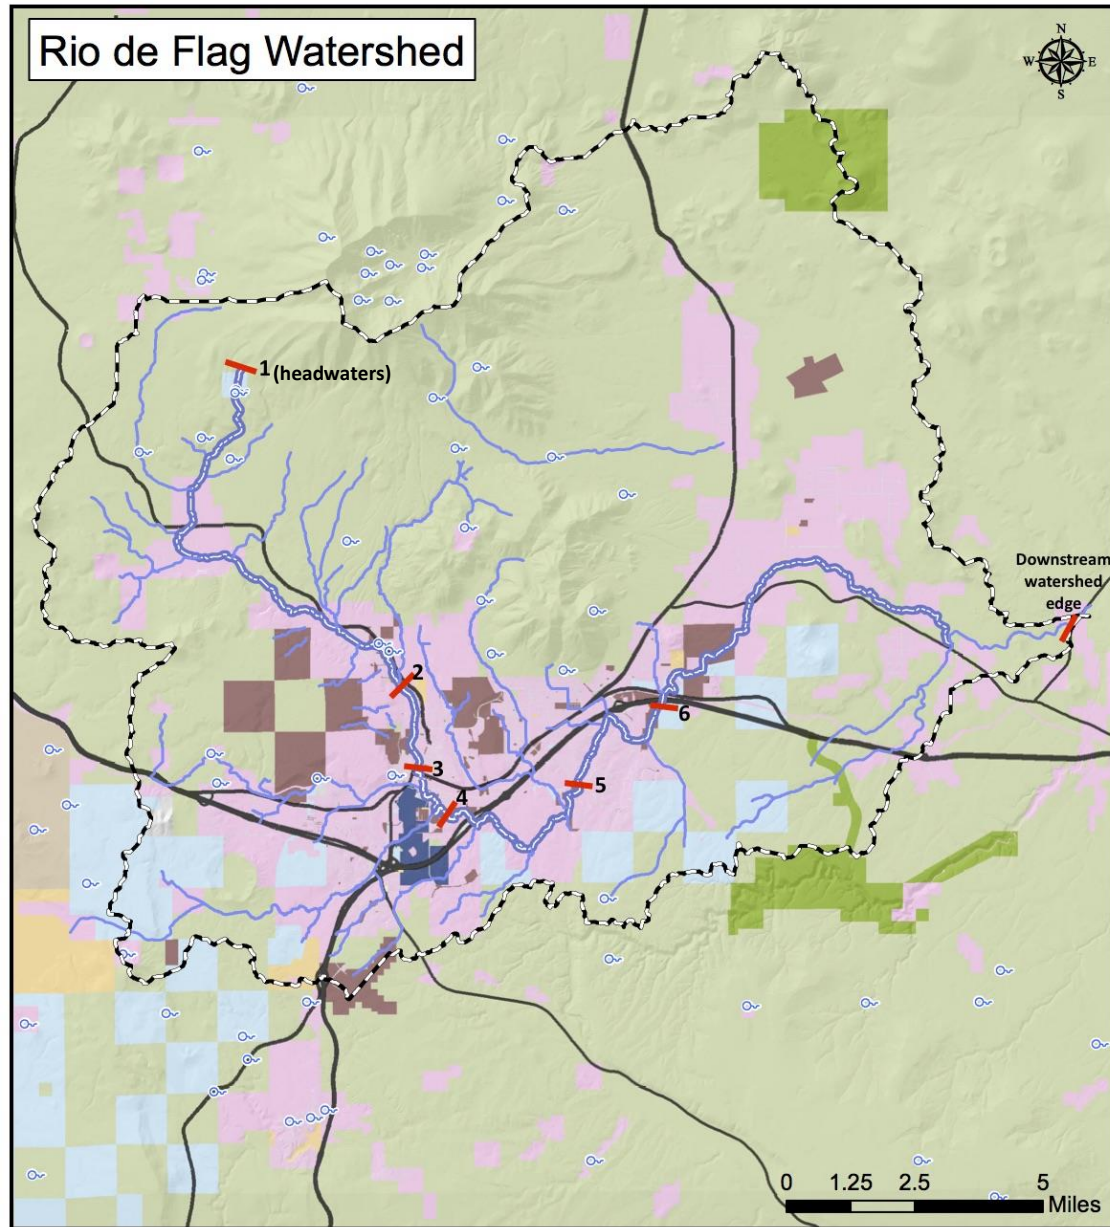 Rio de Flag Watershed
N
W E
S
1 (headwaters)
Downstream
watershed
edge
2
6
3
5
4
0 1.25 2.5 5
Miles